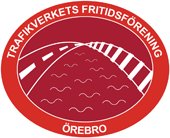 TRAFIKVERKETS FRITIDSFÖRENING
ÖREBRO